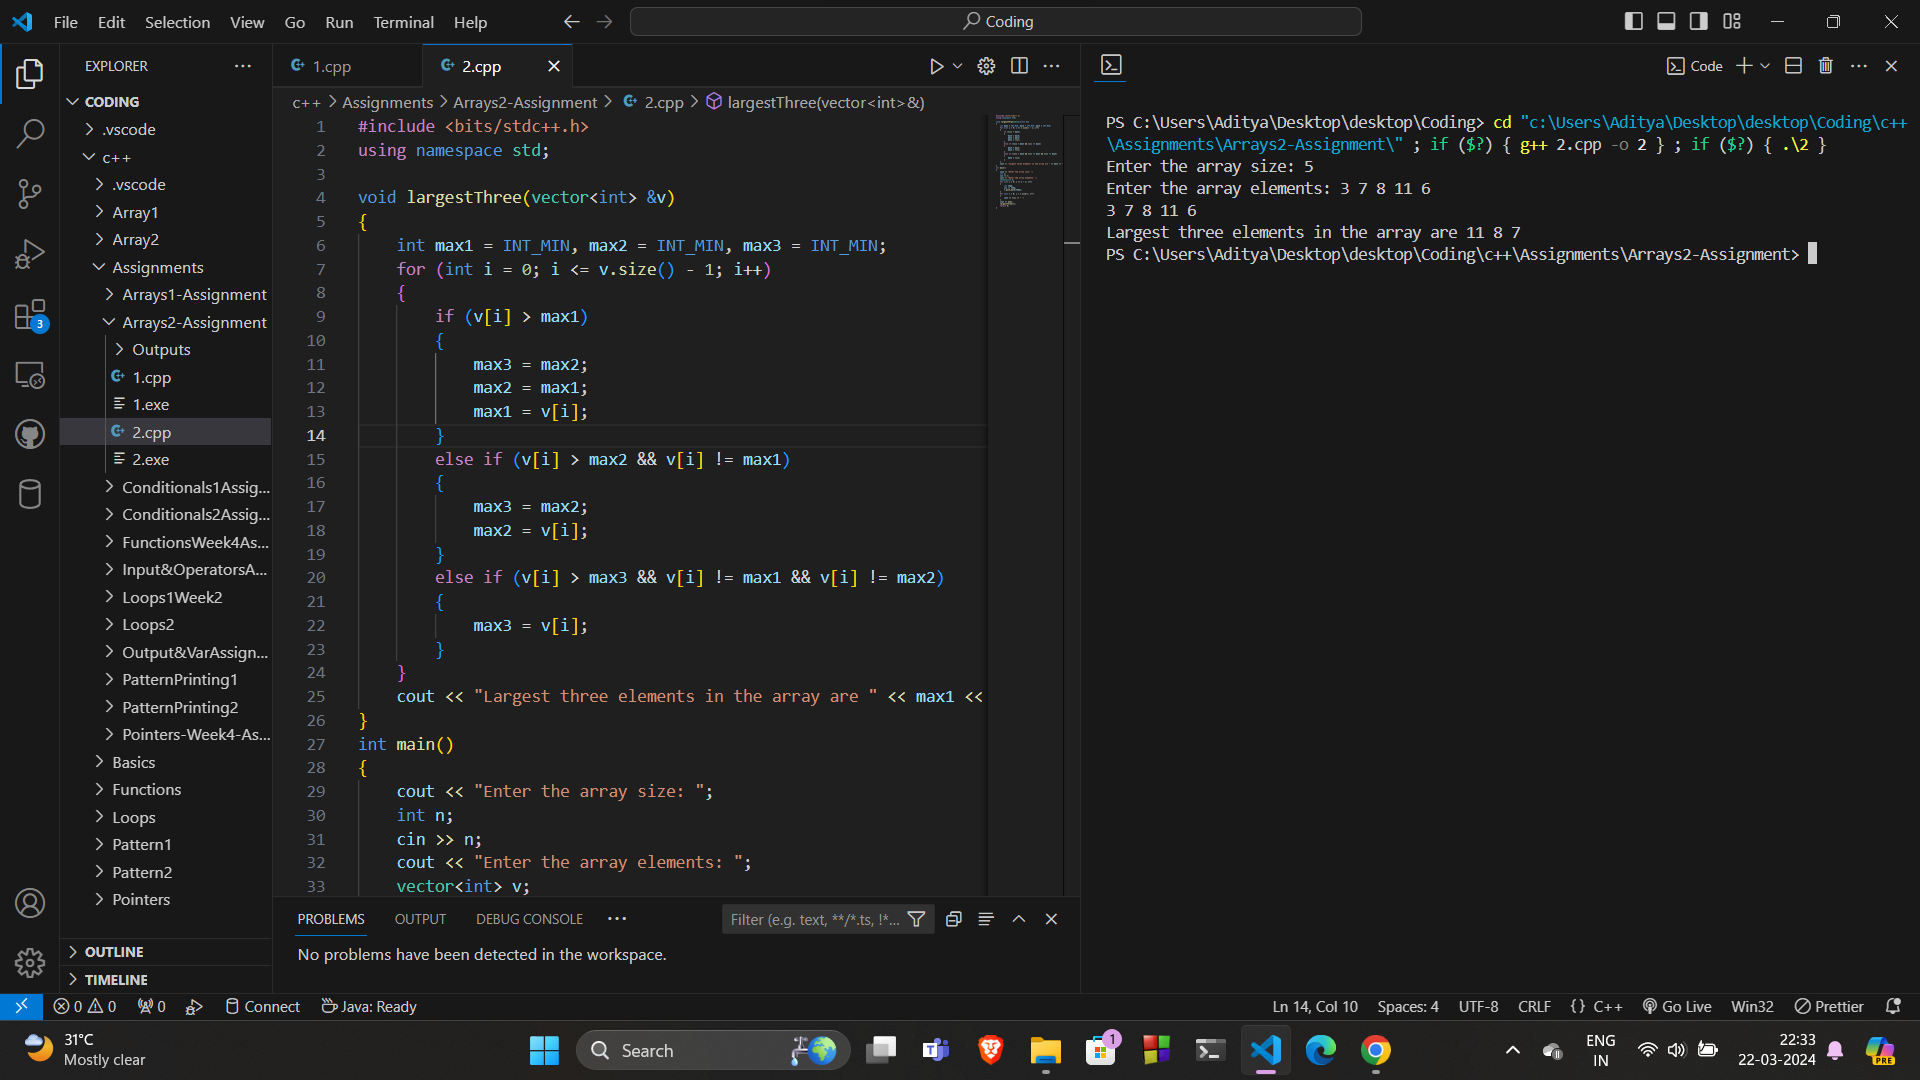 File Edit Selection View Go Run Terminal Help
Coding
EXPLORER
CODING
.vscode
c++
.vscode
Array1
Array2
Assignments
Arrays1-Assignment
Arrays2-Assignment
Outputs
1.cpp
1.exe
2.cpp
2.exe
Conditionals1Assig...
Conditionals2Assig...
FunctionsWeek4As...
Input&OperatorsA...
Loops1Week2
Loops2
Output&VarAssign...
PatternPrinting1
PatternPrinting2
Pointers-Week4-As...
Basics
Functions
Loops
Pattern1
Pattern2
Pointers
OUTLINE
TIMELINE
3
1.cpp 2.cpp
c++ > Assignments > Arrays2-Assignment > 2.cpp > largestThree(vector<int>&)
1 #include <bits/stdc++.h>
2 using namespace std;
3
4 void largestThree(vector<int> &v)
5 {
6 int max1 = INT_MIN, max2 = INT_MIN, max3 = INT_MIN;
7 for (int i = 0; i <= v.size() - 1; i++)
8 {
9 if (v[i] > max1)
10 {
11 max3 = max2;
12 max2 = max1;
13 max1 = v[i];
14 }
15 else if (v[i] > max2 && v[i] != max1)
16 {
17 max3 = max2;
18 max2 = v[i];
19 }
20 else if (v[i] > max3 && v[i] != max1 && v[i] != max2)
21 {
22 max3 = v[i];
23 }
24 }
25 cout << "Largest three elements in the array are " << max1 <<
26 }
27 int main()
28 {
29 cout << "Enter the array size: ";
30 int n;
31 cin >> n;
32 cout << "Enter the array elements: ";
33 vector<int> v;
PROBLEMS OUTPUT DEBUG CONSOLE ... Filter (e.g. text, **/*.ts, !*...
No problems have been detected in the workspace.
Code
PS C:\Users\Aditya\Desktop\desktop\Coding> cd "c:\Users\Aditya\Desktop\desktop\Coding\c++
\Assignments\Arrays2-Assignment\" ; if ($?) { g++ 2.cpp -o 2 } ; if ($?) { .\2 }
Enter the array size: 5
Enter the array elements: 3 7 8 11 6
3 7 8 11 6
Largest three elements in the array are 11 8 7
PS C:\Users\Aditya\Desktop\desktop\Coding\c++\Assignments\Arrays2-Assignment>
0 0 0 Connect Java: Ready Ln 14, Col 10 Spaces: 4 UTF-8 CRLF {} C++ Go Live Win32 Prettier
31°C
Mostly clear
Search
1
ENG
IN
22:33
22-03-2024
PRE